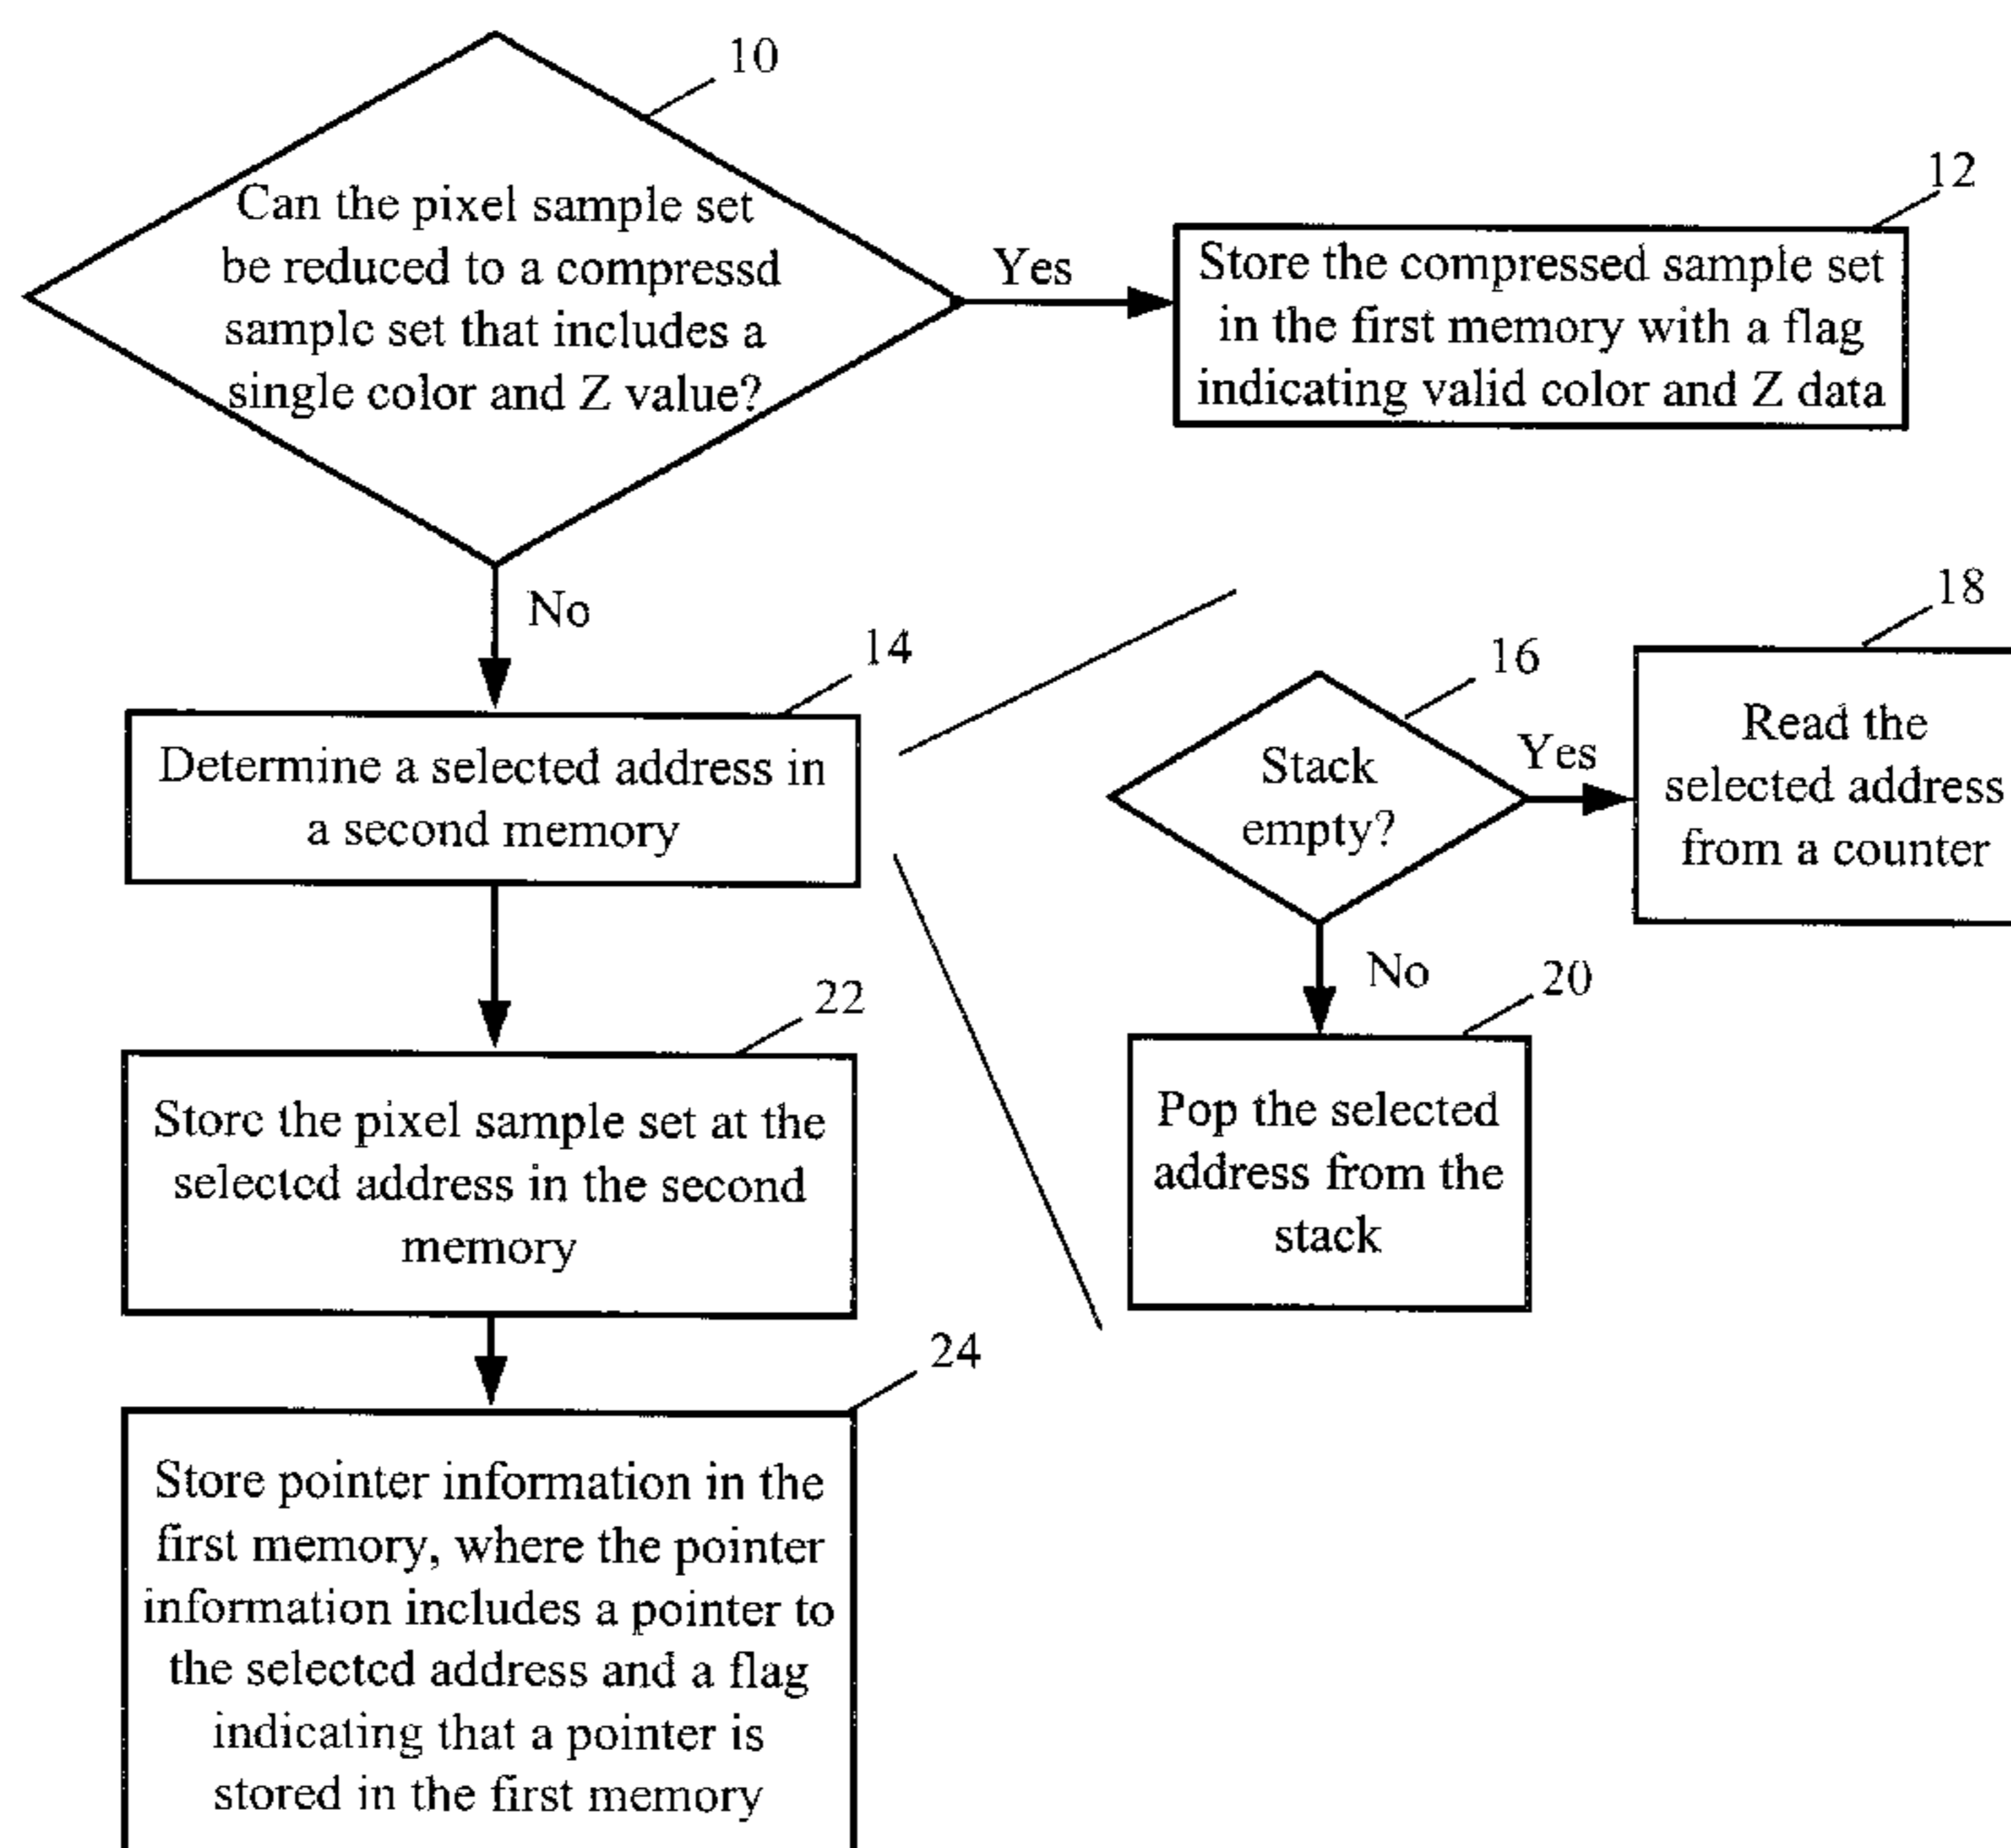 10
Can the pixel sample set
be reduced to a compressd
sample set that includes a
single color and Z value?
Yes
12
Store the compressed sample set
in the first memory with a flag
indicating valid color and Z data
No
14
Determine a selected address in
a second memory
16
Stack
empty?
Yes
18
Read the
selected address
from a counter
No
20
Pop the selected
address from the
stack
22
Store the pixel sample set at the
selected address in the second
memory
24
Store pointer information in the
first memory, where the pointer
information includes a pointer to
the selected address and a flag
indicating that a pointer is
stored in the first memory